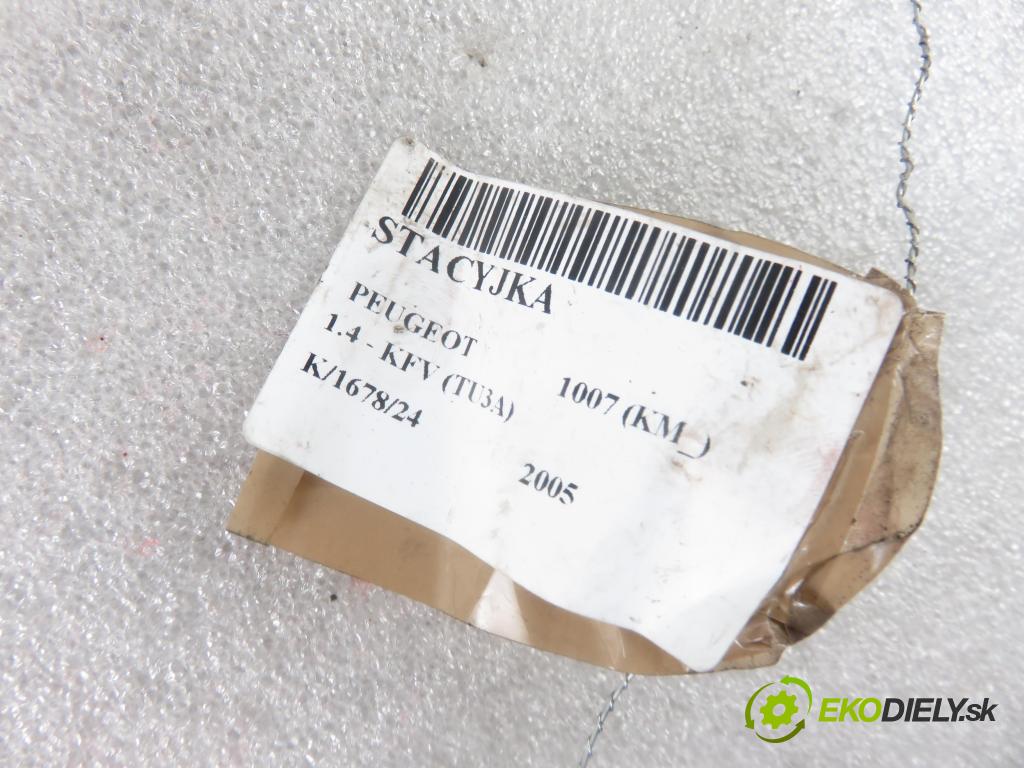 STACYJKA
PEUGEOT 1007 (KM_)
1.4 - KFV (TU3A)
K/1678/24 2005
EKODIELY.sk